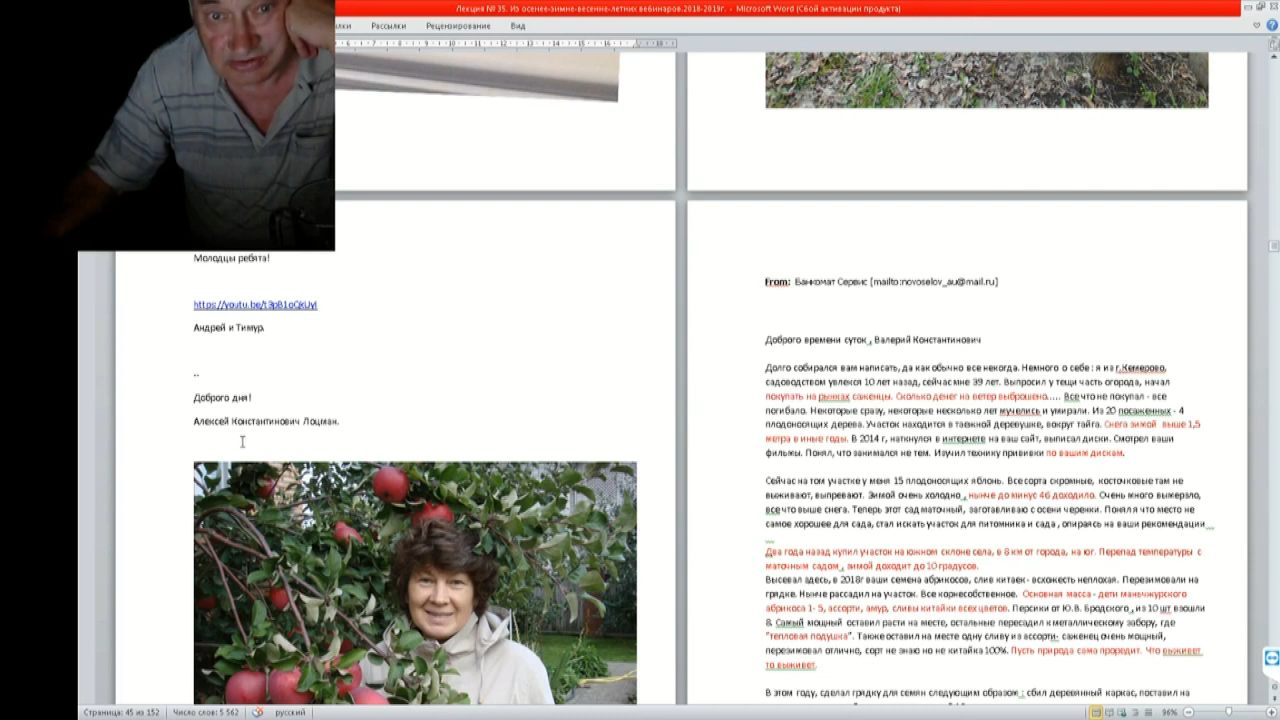 Лекция № 35. Из осенее-зимне-весенне-летних вебинаров.2018-2019г. - Microsoft Word (Сбой активации продукта)
Рассылки Рецензирование Вид
Молодцы ребята!
https://youtu.be/t3pB1oQkUyI
Андрей и Тимур.
--
Доброго дня!
Алексей Константинович Лоцман.
From: Банкомат Сервис [mailto:novoselov_au@mail.ru]
Доброго времени суток , Валерий Константинович
Долго собирался вам написать, да как обычно все некогда. Немного о себе : я из г.Кемерово,
садоводством увлекся 10 лет назад, сейчас мне 39 лет. Выпросил у тещи часть огорода, начал
покупать на рынках саженцы. Сколько денег на ветер выброшено….. Все что не покупал - все
погибало. Некоторые сразу, некоторые несколько лет мучелись и умирали. Из 20 посаженных - 4
плодоносящих дерева. Участок находится в таежной деревушке, вокруг тайга. Снега зимой выше 1,5
метра в иные годы. В 2014 г, наткнулся в интернете на ваш сайт, выписал диски. Смотрел ваши
фильмы. Понял, что занимался не тем. Изучил технику прививки по вашим дискам.
Сейчас на том участке у меня 15 плодоносящих яблонь. Все сорта скромные, косточковые там не
выживают, выпревают. Зимой очень холодно , нынче до минус 46 доходило. Очень много вымерзло,
все что выше снега. Теперь этот сад маточный, заготавливаю с осени черенки. Понял я что место не
самое хорошее для сада, стал искать участок для питомника и сада , опираясь на ваши рекомендации
Два года назад купил участок на южном склоне села, в 8 км от города, на юг. Перепад температуры с
маточным садом , зимой доходит до 10 градусов.
Высевал здесь, в 2018г ваши семена абрикосов, слив китаек - всхожесть неплохая. Перезимовали на
грядке. Нынче рассадил на участок. Все корнесобственное. Основная масса - дети маньчжурского
абрикоса 1- 5, ассорти, амур, сливы китайки всех цветов. Персики от Ю.В. Бродского , из 10 шт взошли
8. Самый мощный оставил расти на месте, остальные пересадил к металлическому забору, где
"тепловая подушка". Также оставил на месте одну сливу из ассорти- саженец очень мощный,
перезимовал отлично, сорт не знаю но не китайка 100%. Пусть природа сама проредит. Что выживет
то выживет.
В этом году, сделал грядку для семян следующим образом : сбил деревянный каркас, поставил на
Страница: 45 из 152 Число слов: 5 562 русский 96%